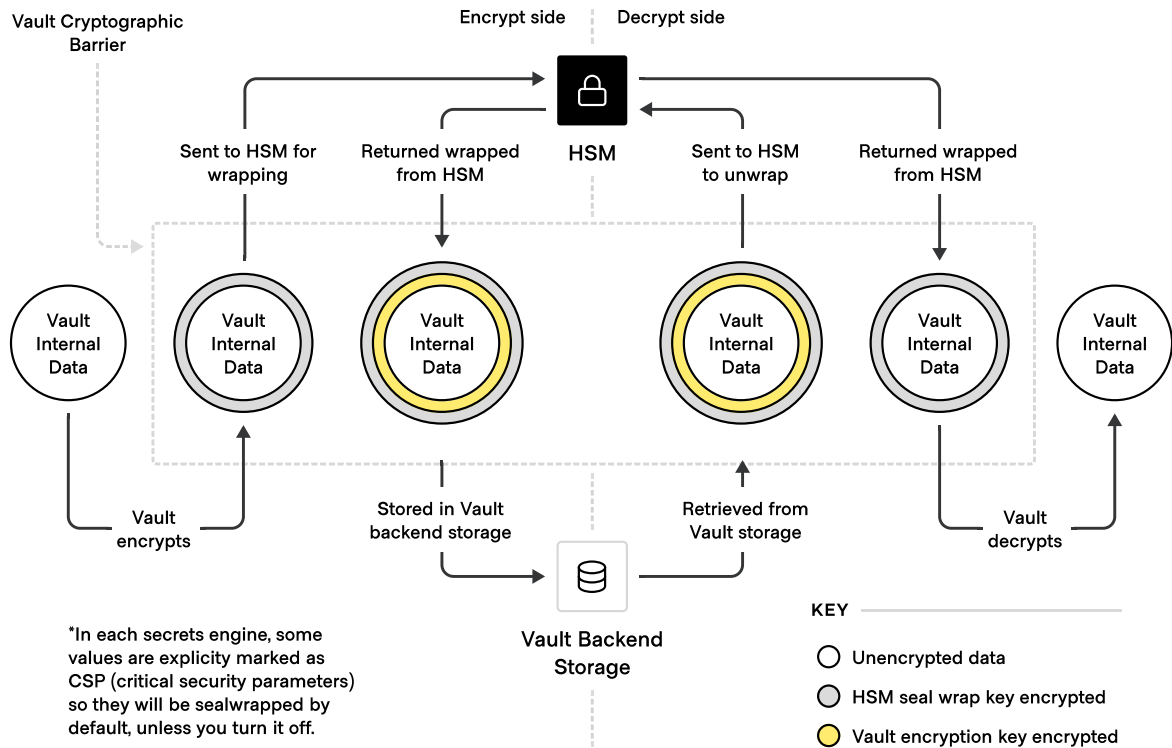 Vault Cryptographic
Barrier
Encrypt side
Decrypt side
HSM
Sent to HSM for
wrapping
Returned wrapped
from HSM
Sent to HSM
to unwrap
Returned wrapped
from HSM
Vault
Internal
Data
Vault
Internal
Data
Vault
Internal
Data
Vault
Internal
Data
Vault
Internal
Data
Vault
Internal
Data
Vault
encrypts
Stored in Vault
backend storage
Retrieved from
Vault storage
Vault
decrypts
Vault Backend
Storage
*In each secrets engine, some
values are explicity marked as
CSP (critical security parameters)
so they will be sealwrapped by
default, unless you turn it off.
KEY
Unencrypted data
HSM seal wrap key encrypted
Vault encryption key encrypted